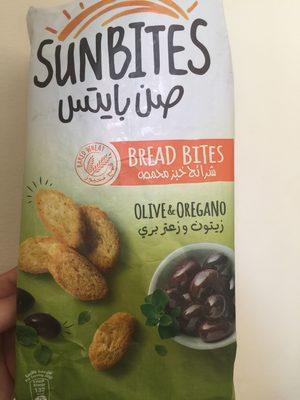 SUNBITES
صن بايتس
BAKED WHEAT
BREAD BITES
شرائح خبز محمصة
OLIVE & OREGANO
زيتون و زعتر بري